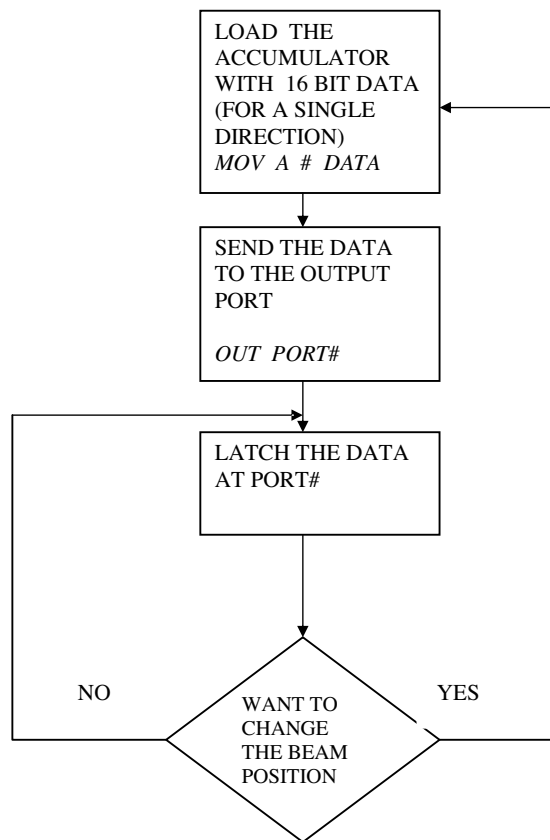 LOAD THE
ACCUMULATOR
WITH 16 BIT DATA
(FOR A SINGLE
DIRECTION)
MOV A # DATA
SEND THE DATA
TO THE OUTPUT
PORT
OUT PORT#
LATCH THE DATA
AT PORT#
NO
YES
WANT TO
CHANGE
THE BEAM
POSITION